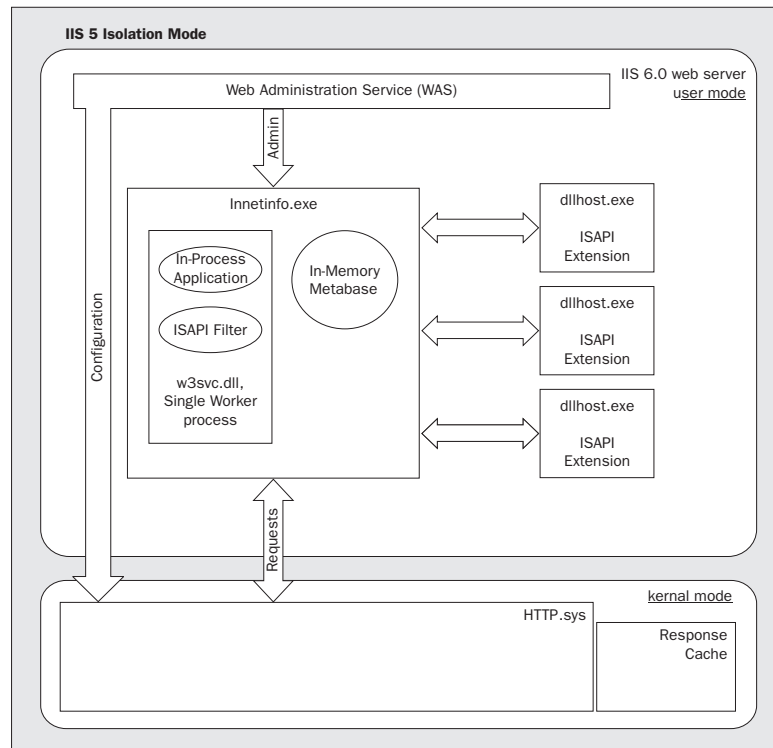 IIS 5 Isolation Mode
IIS 6.0 web server
user mode
Web Administration Service (WAS)
Admin
Innetinfo.exe
In-Process
Application
ISAPI Filter
w3svc.dll,
Single Worker
process
In-Memory
Metabase
dllhost.exe
ISAPI
Extension
dllhost.exe
ISAPI
Extension
dllhost.exe
ISAPI
Extension
Configuration
Requests
kernal mode
HTTP.sys
Response
Cache